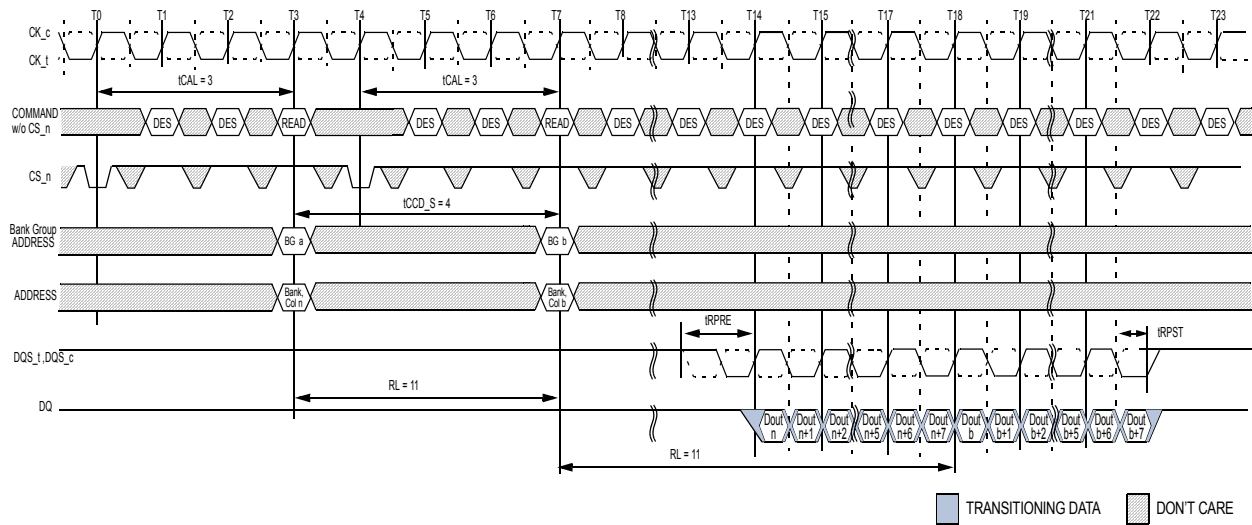 T0 T1 T2 T3 T4 T5 T6 T7 T8 T13 T14 T15 T17 T18 T19 T21 T22 T23
CK_c
CK_t
tCAL = 3 tCAL = 3
COMMAND
w/o CS_n
DES DES READ DES DES READ DES DES DES DES DES DES DES DES DES DES
CS_n
tCCD_S = 4
Bank Group
ADDRESS
BG a BG b
ADDRESS
Bank, Bank,
Col n Col b
tRPRE tRPST
DQS_t ,DQS_c
RL = 11
DQ
Dout Dout Dout Dout Dout Dout Dout Dout Dout Dout Dout Dout
n n+1 n+2 n+5 n+6 n+7 b b+1 b+2 b+5 b+6 b+7
RL = 11
TRANSITIONING DATA DON'T CARE